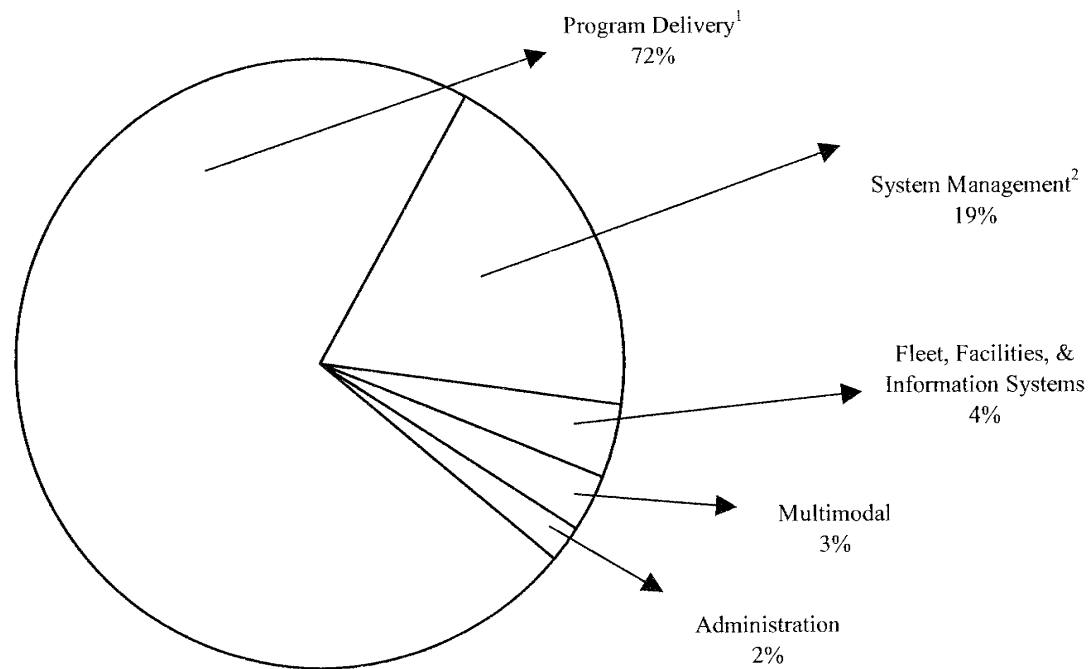 Program Delivery¹
72%
System Management²
19%
Fleet, Facilities, &
Information Systems
4%
Multimodal
3%
Administration
2%